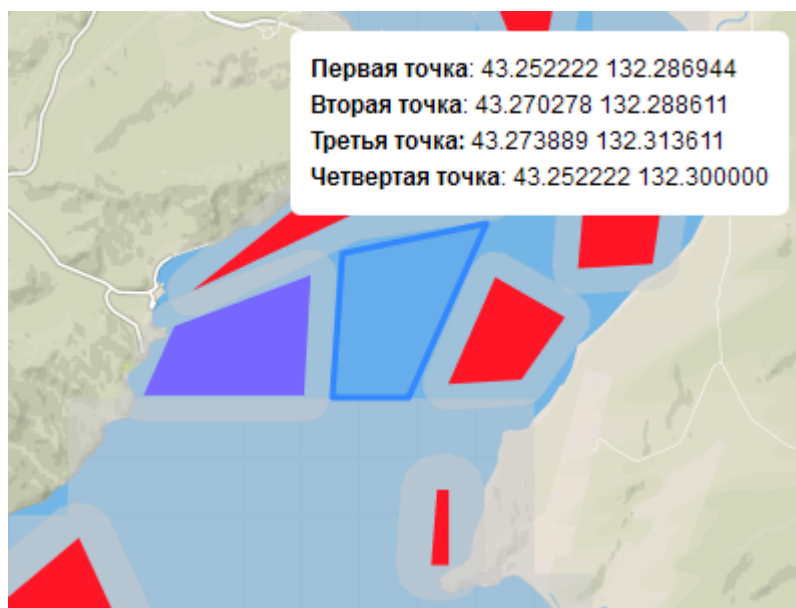 Первая точка: 43.252222 132.286944
Вторая точка: 43.270278 132.288611
Третья точка: 43.273889 132.313611
Четвертая точка: 43.252222 132.300000